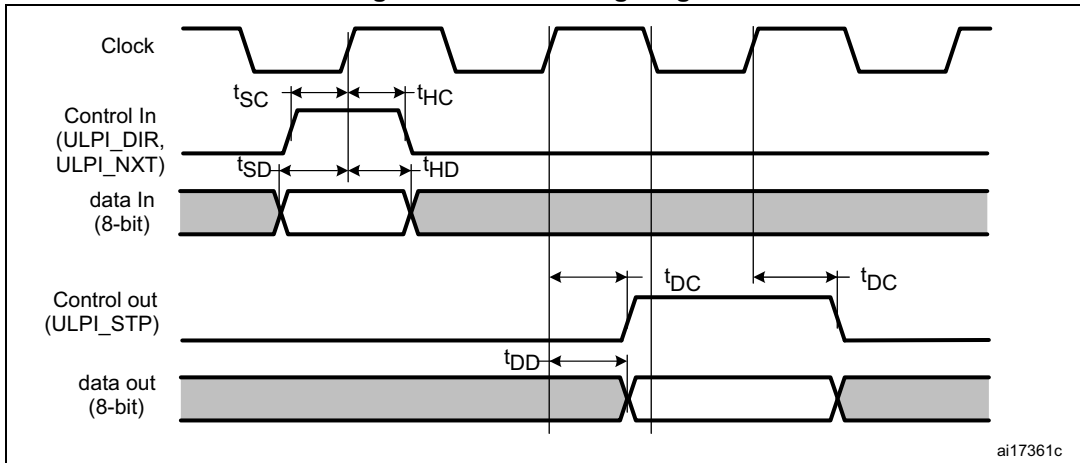 Clock
tSC
tHC
Control In
(ULPI_DIR,
ULPI_NXT)
tSD
tHD
data In
(8-bit)
tDC
tDC
Control out
(ULPI_STP)
tDD
data out
(8-bit)
ai17361c